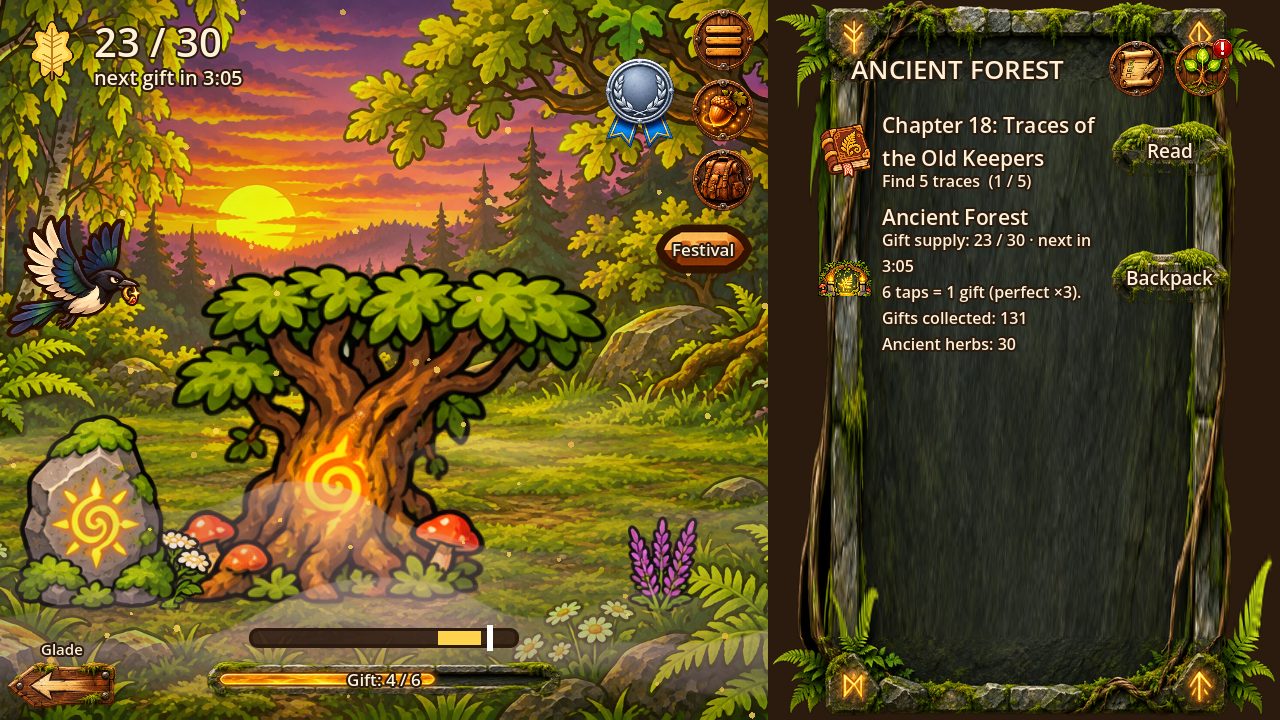 23 / 30
next gift in 3:05
Festival
Glade
Gift: 4 / 6
ANCIENT FOREST
Chapter 18: Traces of
the Old Keepers
Find 5 traces (1 / 5)
Read
Ancient Forest
Gift supply: 23 / 30 · next in
3:05
6 taps = 1 gift (perfect ×3).
Gifts collected: 131
Ancient herbs: 30
Backpack